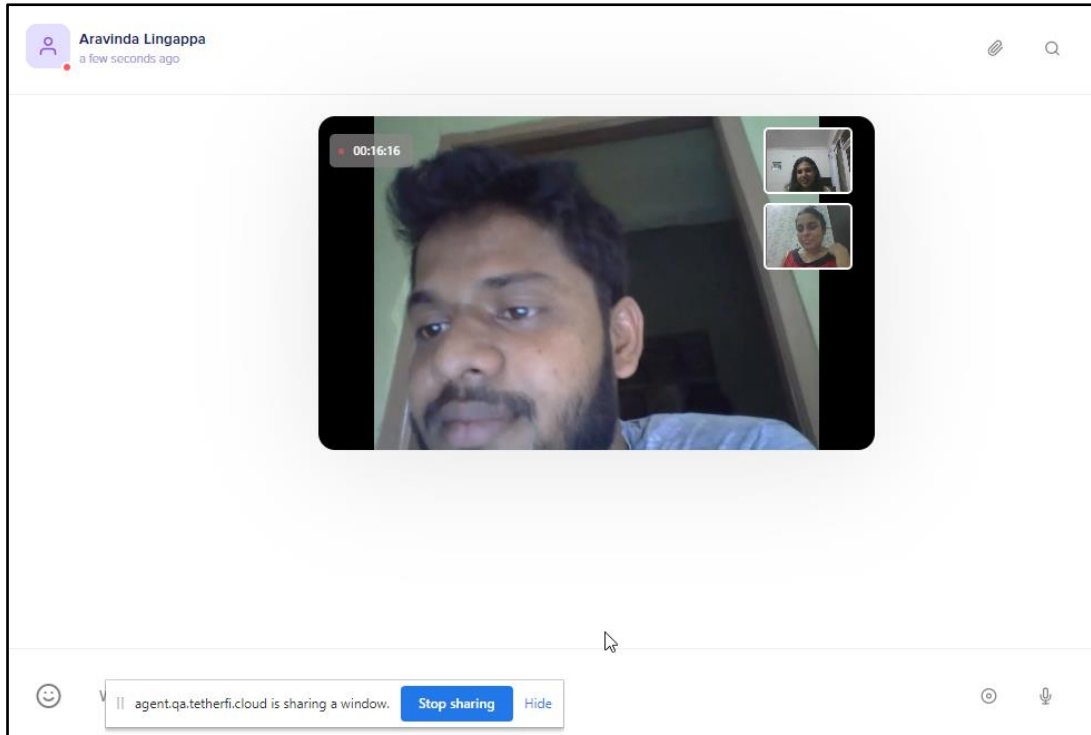 Aravinda Lingappa
a few seconds ago
00:16:16
agent.qa.tetherfi.cloud is sharing a window.
Stop sharing
Hide